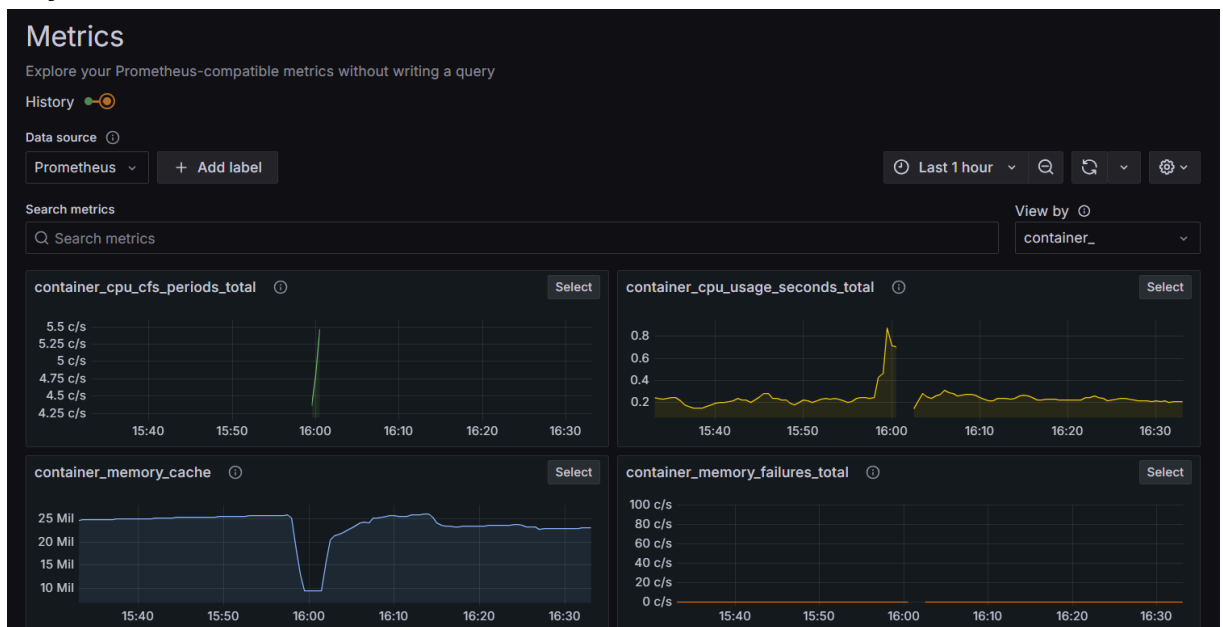 Metrics
Explore your Prometheus-compatible metrics without writing a query
History
Data source
Prometheus
+ Add label
Last 1 hour
Search metrics
View by
Search metrics
container_
container_cpu_cfs_periods_total
Select
5.5 c/s
5.25 c/s
5 c/s
4.75 c/s
4.5 c/s
4.25 c/s
15:40 15:50 16:00 16:10 16:20 16:30
container_cpu_usage_seconds_total
Select
0.8
0.6
0.4
0.2
15:40 15:50 16:00 16:10 16:20 16:30
container_memory_cache
Select
25 Mil
20 Mil
15 Mil
10 Mil
15:40 15:50 16:00 16:10 16:20 16:30
container_memory_failures_total
Select
100 c/s
80 c/s
60 c/s
40 c/s
20 c/s
0 c/s
15:40 15:50 16:00 16:10 16:20 16:30